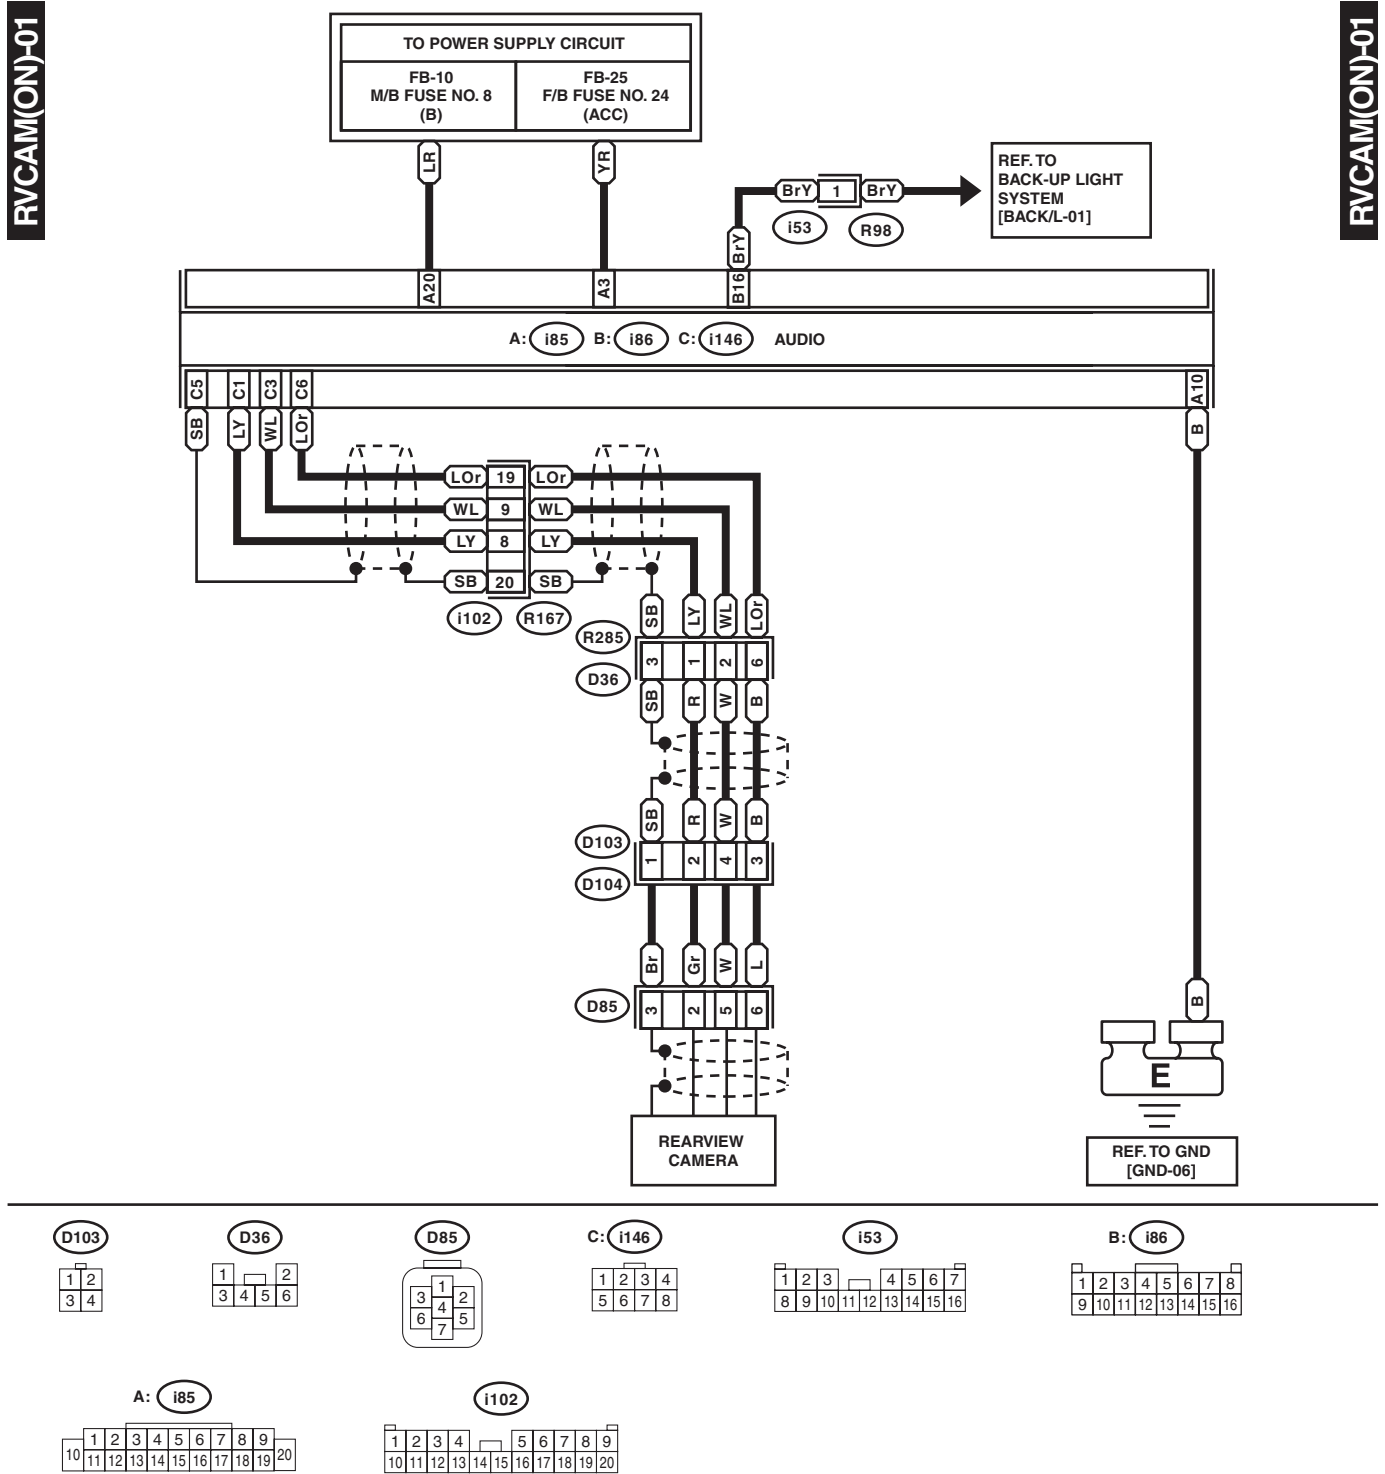 RVCAM(ON)-01
RVCAM(ON)-01
TO POWER SUPPLY CIRCUIT
FB-10
M/B FUSE NO. 8
(B)
FB-25
F/B FUSE NO. 24
(ACC)
LR
YR
BrY 1 BrY
i53 R98
REF. TO
BACK-UP LIGHT
SYSTEM
[BACK/L-01]
BrY
A20 A3 B16
A: i85 B: i86 C: i146 AUDIO
C5 C1 C3 C6 A10
SB LY WL LOr B
LOr 19 LOr
WL 9 WL
LY 8 LY
SB 20 SB
i102 R167
SB LY WL LOr
R285
3 1 2 6
D36
SB R W B
SB R W B
D103
1 2 4 3
D104
Br Gr W L
D85
3 2 5 6
B
E
REARVIEW
CAMERA
REF. TO GND
[GND-06]
D103
1 2
3 4
D36
1 2
3 4 5 6
D85
1
3 2
4
6 5
7
C: i146
1 2 3 4
5 6 7 8
i53
1 2 3 4 5 6 7
8 9 10 11 12 13 14 15 16
B: i86
1 2 3 4 5 6 7 8
9 10 11 12 13 14 15 16
A: i85
1 2 3 4 5 6 7 8 9
10 11 12 13 14 15 16 17 18 19 20
i102
1 2 3 4 5 6 7 8 9
10 11 12 13 14 15 16 17 18 19 20